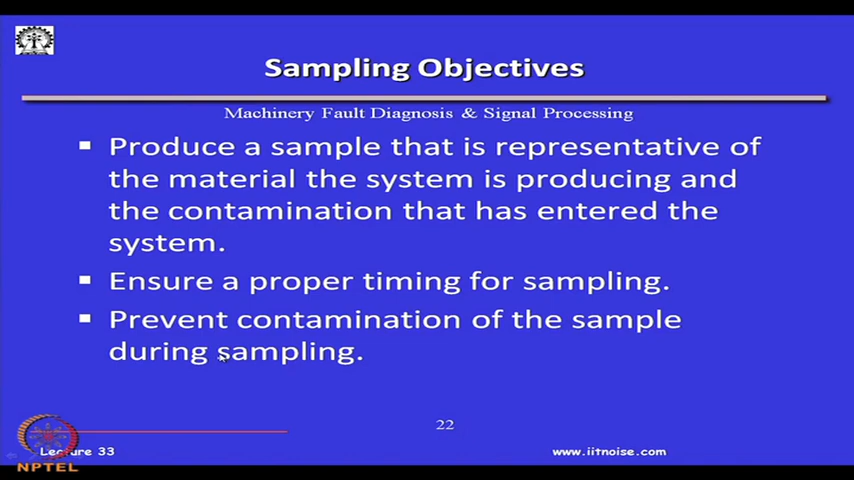 Sampling Objectives
Machinery Fault Diagnosis & Signal Processing
Produce a sample that is representative of
the material the system is producing and
the contamination that has entered the
system.
Ensure a proper timing for sampling.
Prevent contamination of the sample
during sampling.
22
Lecture 33
www.iitnoise.com
NPTEL